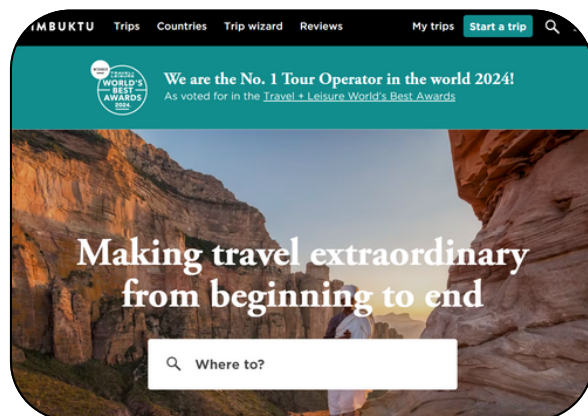 IMBUKTU Trips Countries Trip wizard Reviews My trips Start a trip
TRAVEL+
LEISURE
WORLD'S
BEST
AWARDS
2024
We are the No. 1 Tour Operator in the world 2024!
As voted for in the Travel + Leisure World's Best Awards
Making travel extraordinary
from beginning to end
Where to?